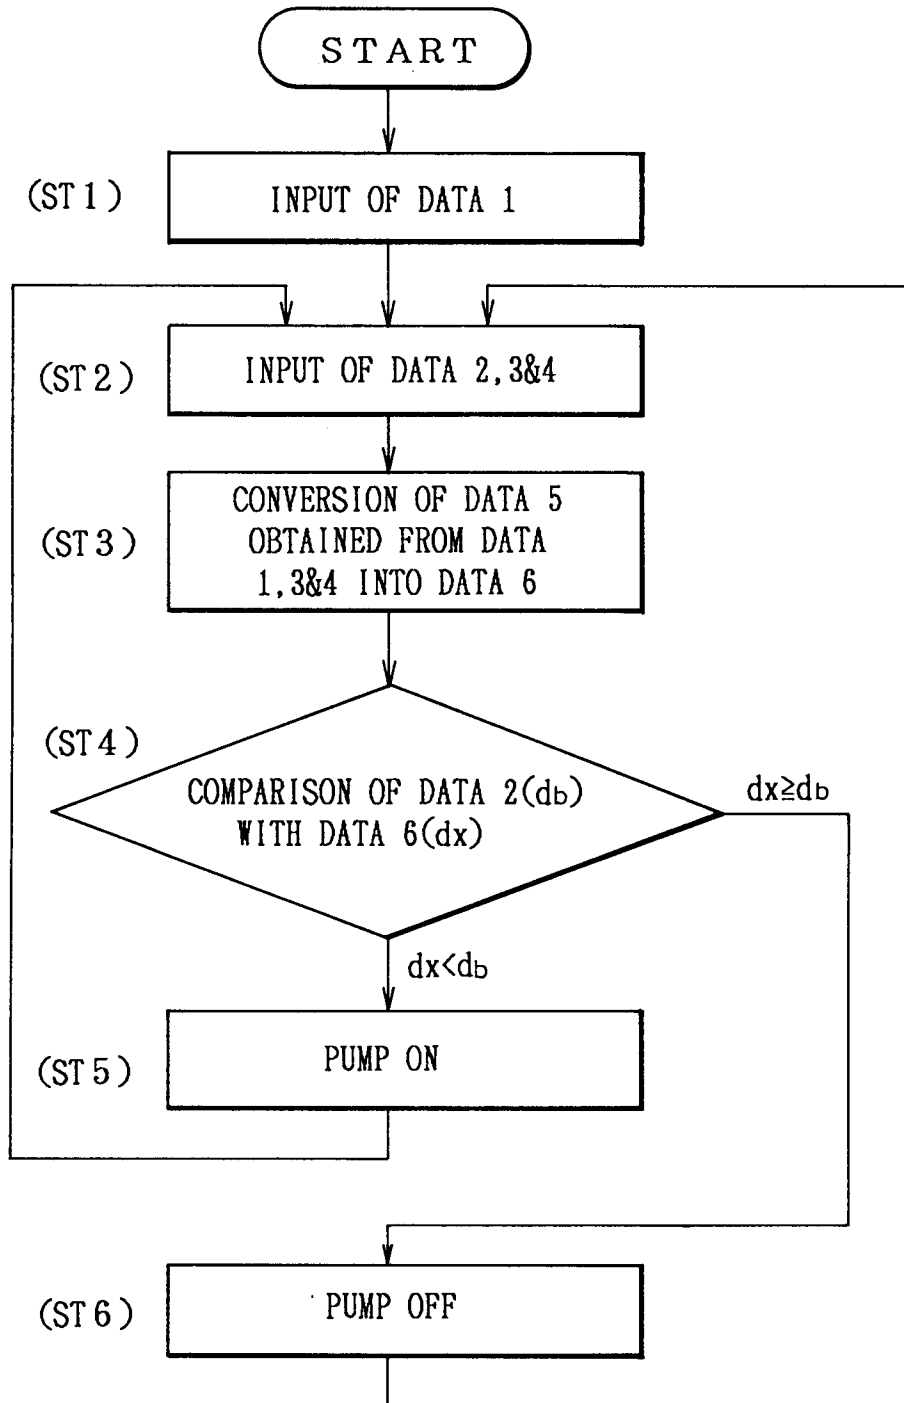 START
(ST1)
INPUT OF DATA 1
(ST2)
INPUT OF DATA 2,3&4
(ST3)
CONVERSION OF DATA 5
OBTAINED FROM DATA
1,3&4 INTO DATA 6
(ST4)
COMPARISON OF DATA 2(db)
WITH DATA 6(dx)
dx≧db
dx<db
(ST5)
PUMP ON
(ST6)
PUMP OFF